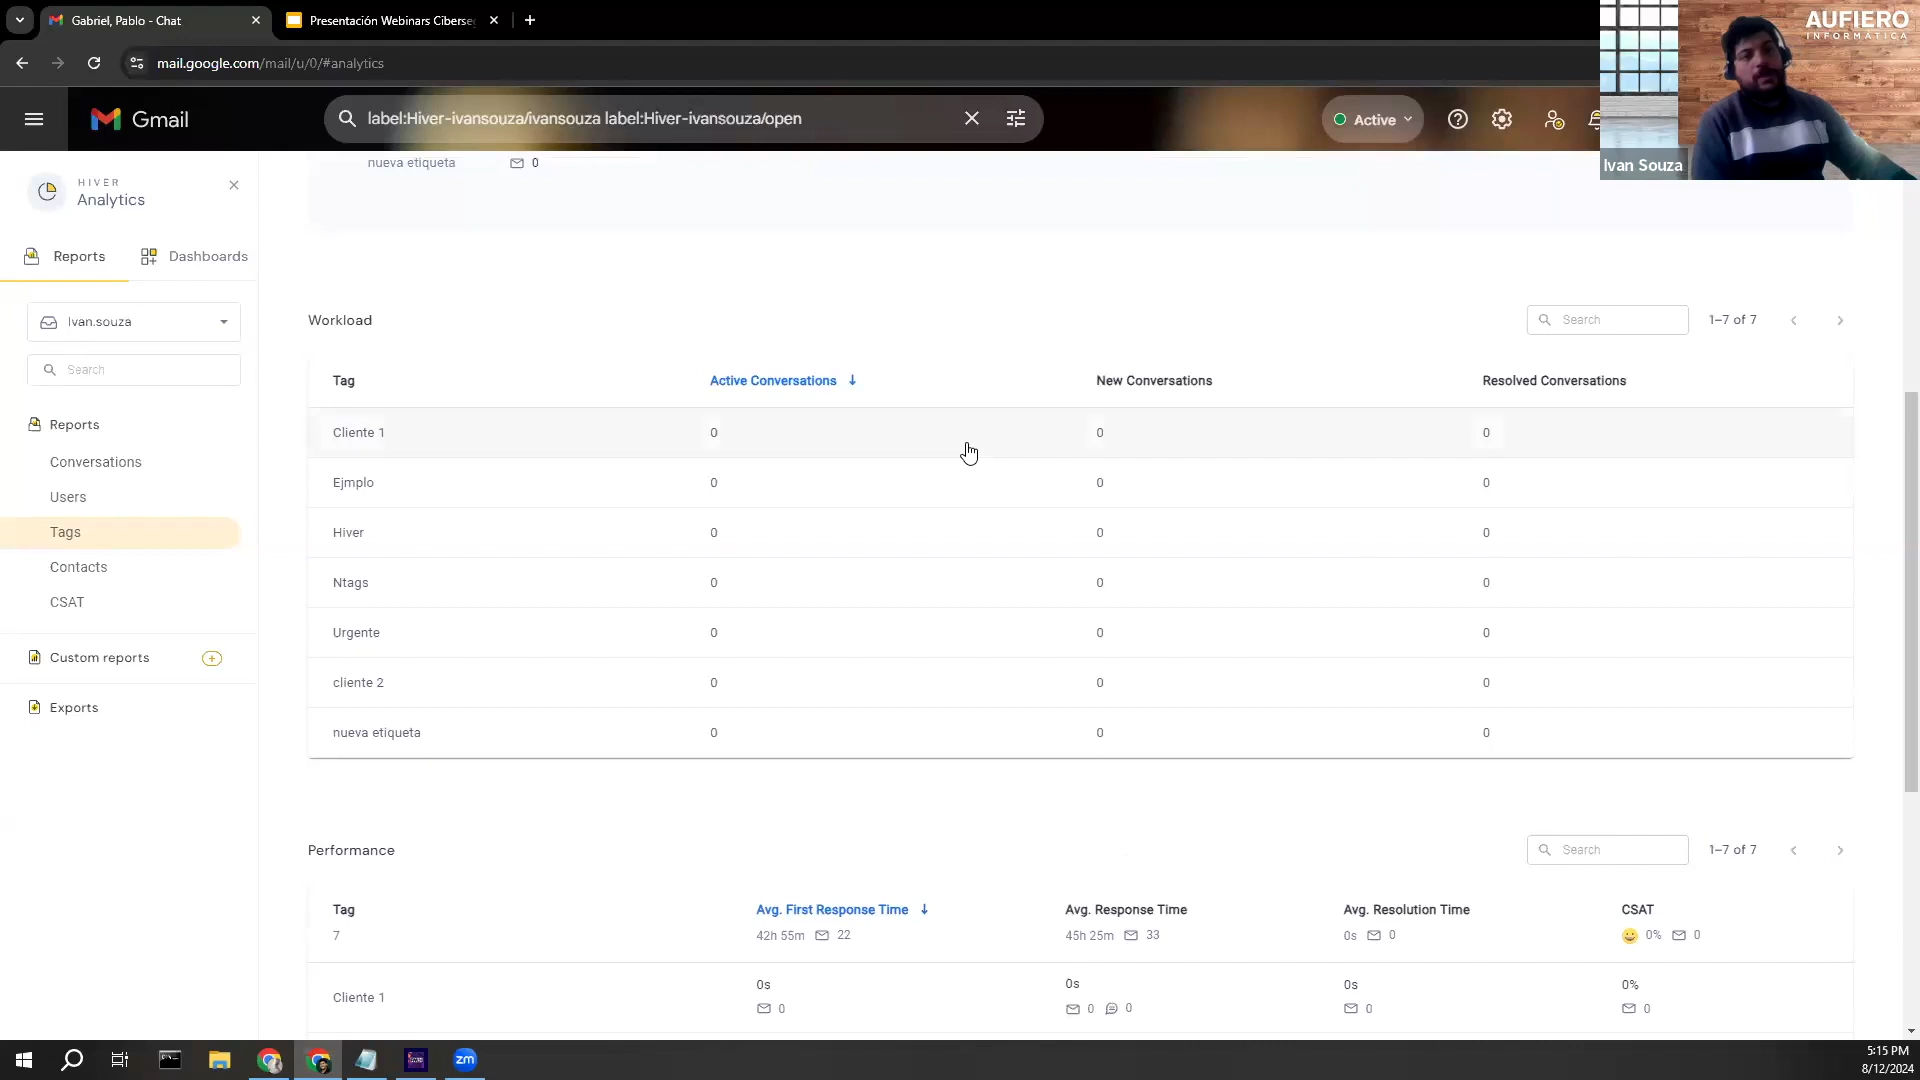 Gabriel, Pablo - Chat
Presentación Webinars Ciberse
mail.google.com/mail/u/0/#analytics
AUFIERO
INFORMÁTICA
Gmail
label:Hiver-ivansouza/ivansouza label:Hiver-ivansouza/open
Active
Ivan Souza
HIVER
Analytics
nueva etiqueta 0
Reports
Dashboards
Ivan.souza
Search
Reports
Conversations
Users
Tags
Contacts
CSAT
Custom reports
Exports
Workload
Search
1–7 of 7
Tag Active Conversations New Conversations Resolved Conversations
Cliente 1 0 0 0
Ejmplo 0 0 0
Hiver 0 0 0
Ntags 0 0 0
Urgente 0 0 0
cliente 2 0 0 0
nueva etiqueta 0 0 0
Performance
Search
1–7 of 7
Tag Avg. First Response Time Avg. Response Time Avg. Resolution Time CSAT
7 42h 55m 22 45h 25m 33 0s 0 0% 0
Cliente 1 0s 0s 0s 0%
0 0 0 0 0
zm
5:15 PM
8/12/2024